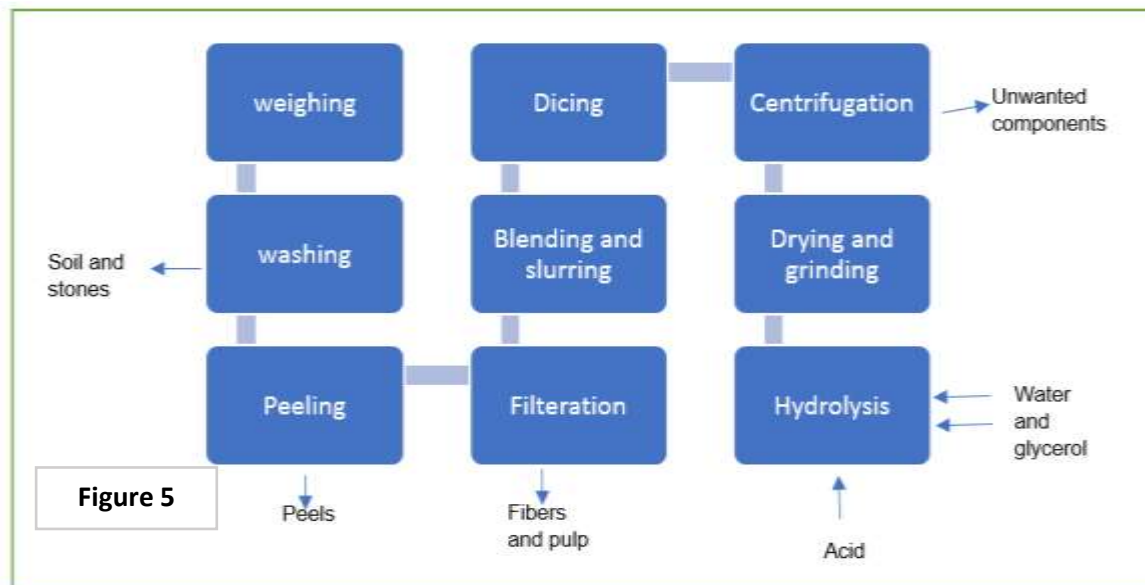 weighing
Dicing
Centrifugation
Unwanted
components
washing
Blending and
slurring
Drying and
grinding
Soil and
stones
Peeling
Filteration
Hydrolysis
Water
and
glycerol
Figure 5
Peels
Fibers
and pulp
Acid